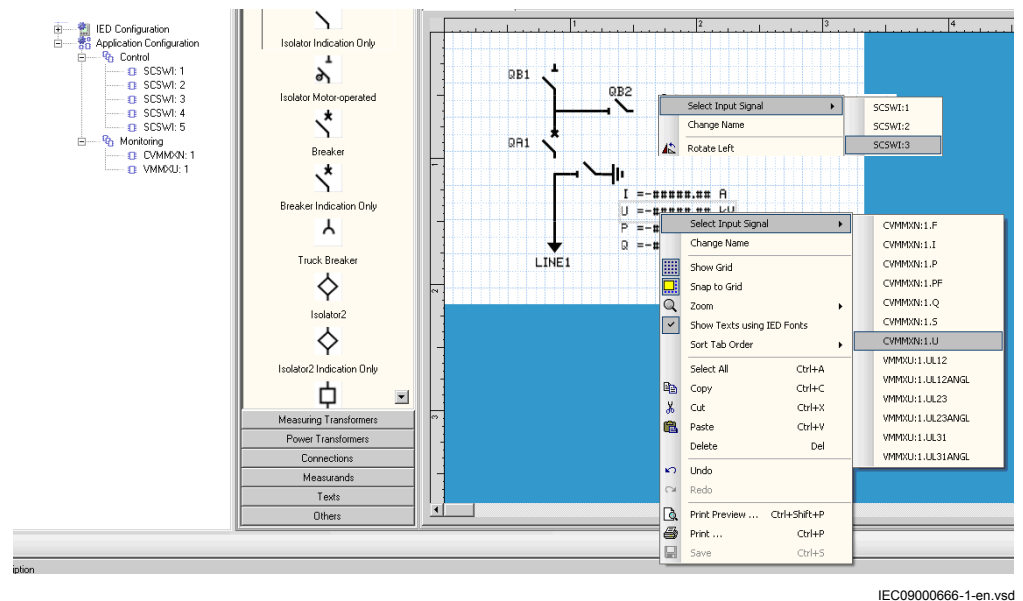 IED Configuration
Application Configuration
Control
SCSWI: 1
SCSWI: 2
SCSWI: 3
SCSWI: 4
SCSWI: 5
Monitoring
CVMMXN: 1
VMMXU: 1
Isolator Indication Only
Isolator Motor-operated
Breaker
Breaker Indication Only
Truck Breaker
Isolator2
Isolator2 Indication Only
Measuring Transformers
Power Transformers
Connections
Measurands
Texts
Others
1 2 3 4
1
2
3
QB1
QB2
QA1
LINE1
I =-#####.## A
U =-#####.## kU
P =-#
Q =-#
Select Input Signal
Change Name
Rotate Left
SCSWI:1
SCSWI:2
SCSWI:3
Select Input Signal
Change Name
Show Grid
Snap to Grid
Zoom
Show Texts using IED Fonts
Sort Tab Order
Select All Ctrl+A
Copy Ctrl+C
Cut Ctrl+X
Paste Ctrl+V
Delete Del
Undo
Redo
Print Preview ... Ctrl+Shift+P
Print ... Ctrl+P
Save Ctrl+S
CVMMXN:1.F
CVMMXN:1.I
CVMMXN:1.P
CVMMXN:1.PF
CVMMXN:1.Q
CVMMXN:1.S
CVMMXN:1.U
VMMXU:1.UL12
VMMXU:1.UL12ANGL
VMMXU:1.UL23
VMMXU:1.UL23ANGL
VMMXU:1.UL31
VMMXU:1.UL31ANGL
iption
IEC09000666-1-en.vsd